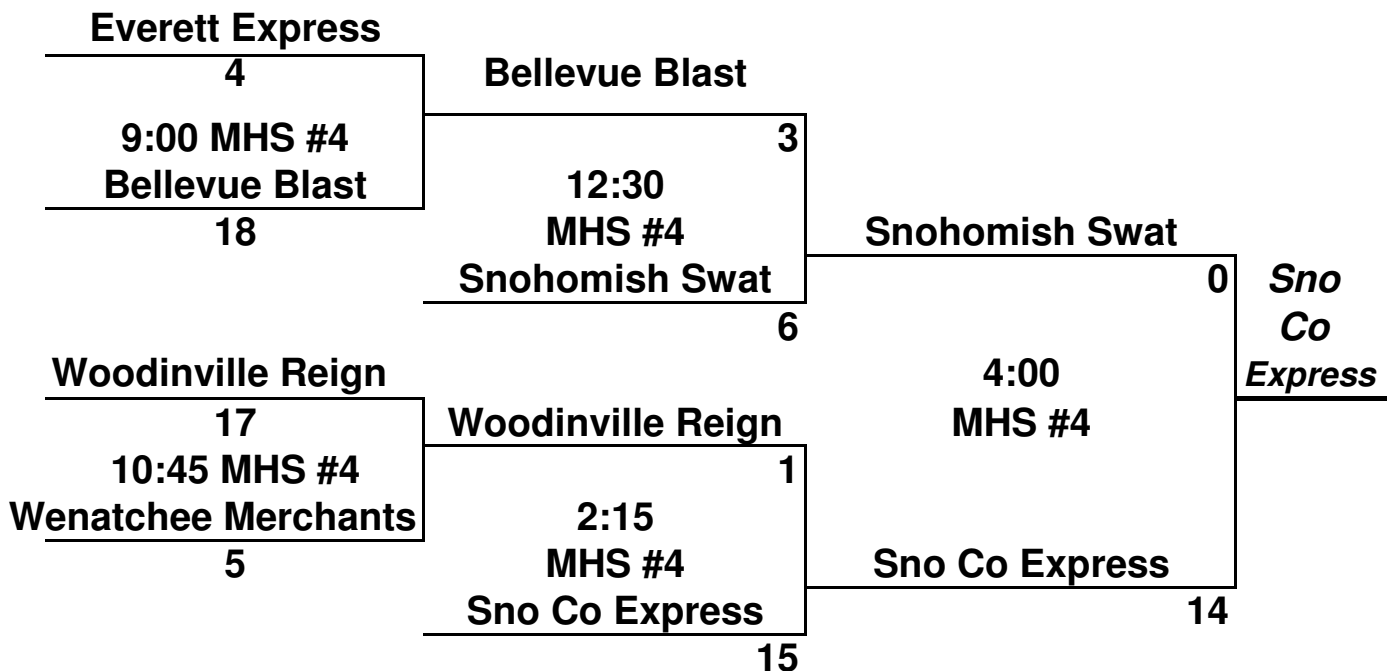 Everett Express
4
9:00 MHS #4
Bellevue Blast
18
Woodinville Reign
17
10:45 MHS #4
Wenatchee Merchants
5
Bellevue Blast
3
12:30
MHS #4
Snohomish Swat
6
Woodinville Reign
1
2:15
MHS #4
Sno Co Express
15
Snohomish Swat
0
4:00
MHS #4
Sno Co Express
14
Sno
Co
Express